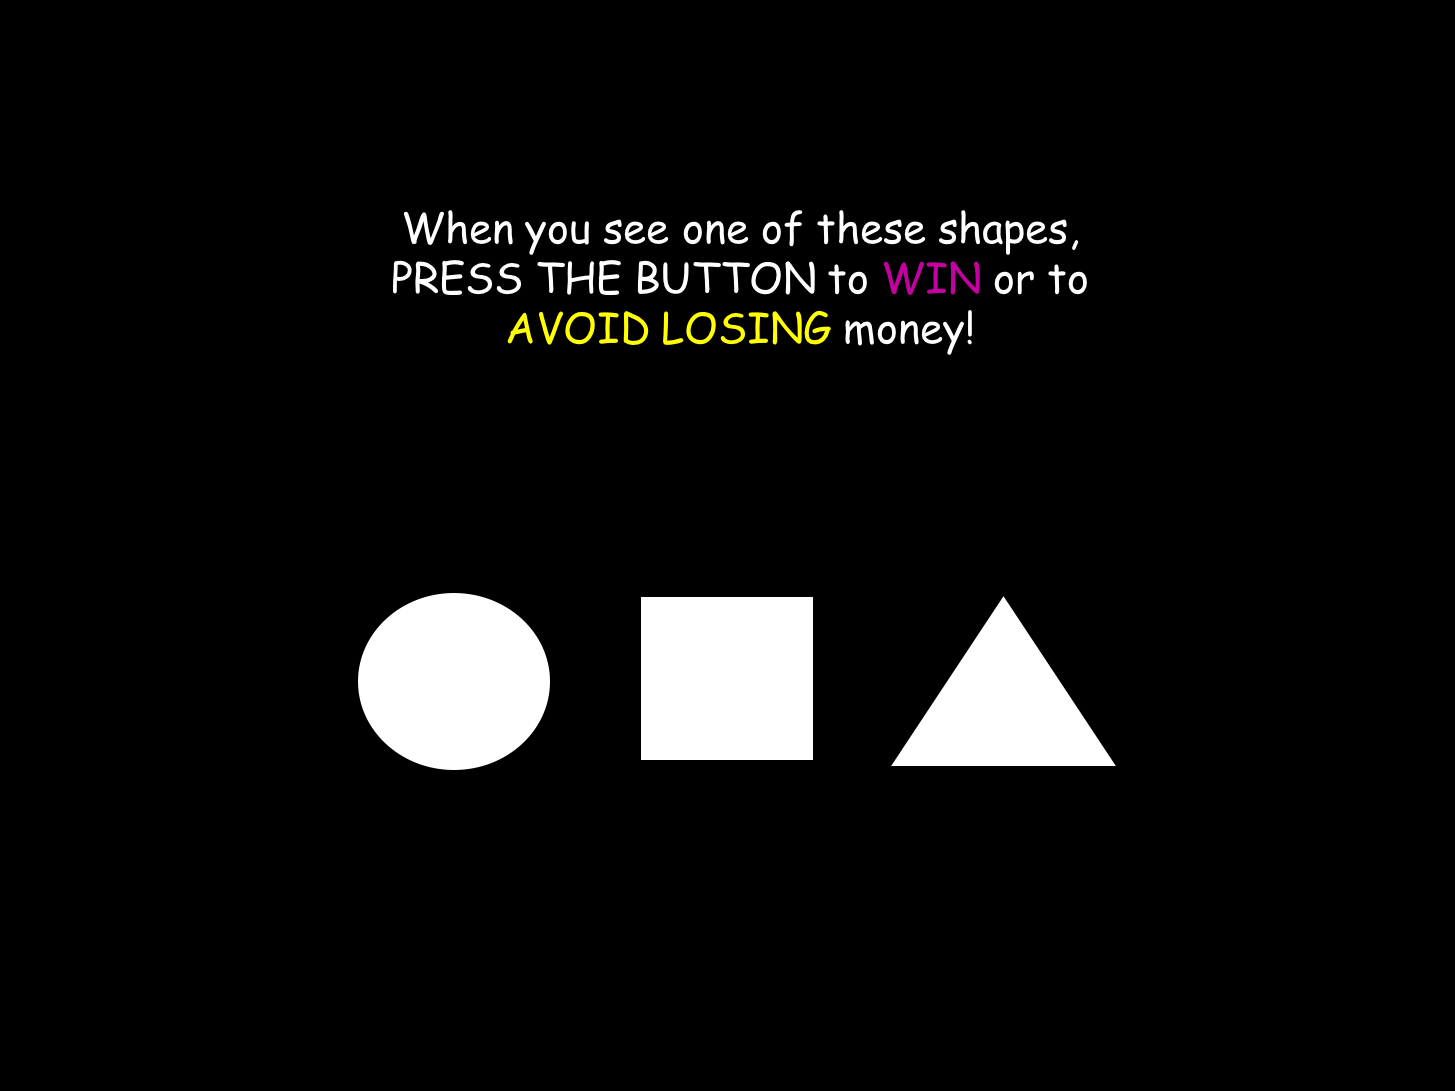 When you see one of these shapes,
PRESS THE BUTTON to WIN or to
AVOID LOSING money!